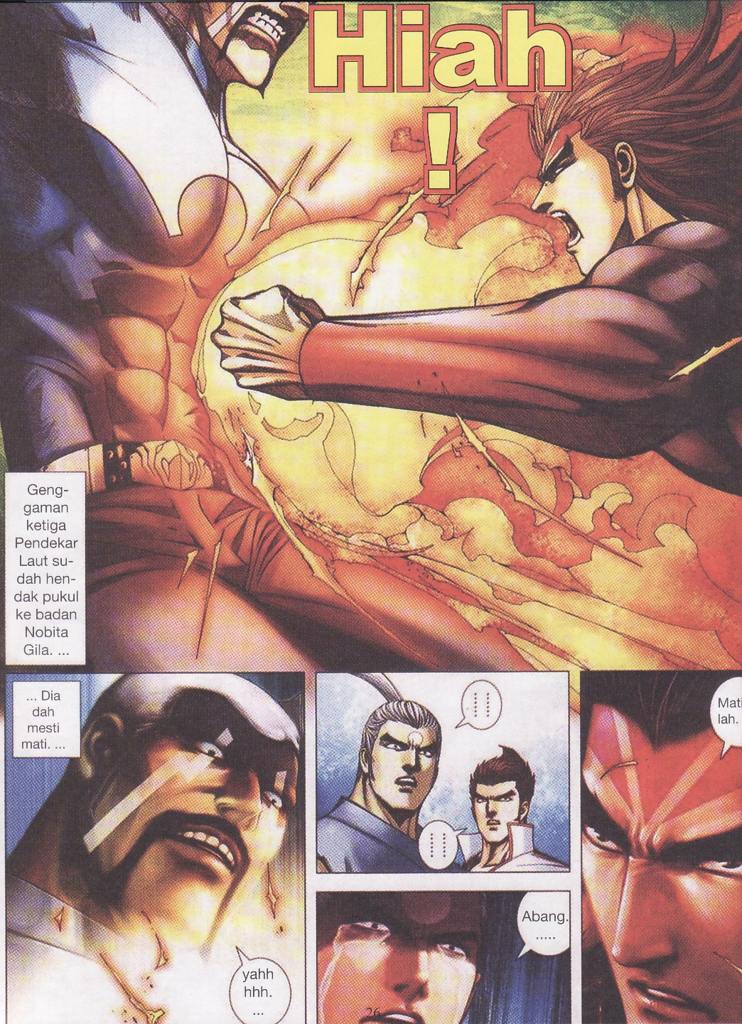 Hiah
!
Geng-
gaman
ketiga
Pendekar
Laut su-
dah hen-
dak pukul
ke badan
Nobita
Gila. ...
... Dia
dah
mesti
mati. ...
yahh
hhh.
...
!!
!!
Abang.
.....
Mati
lah.
26